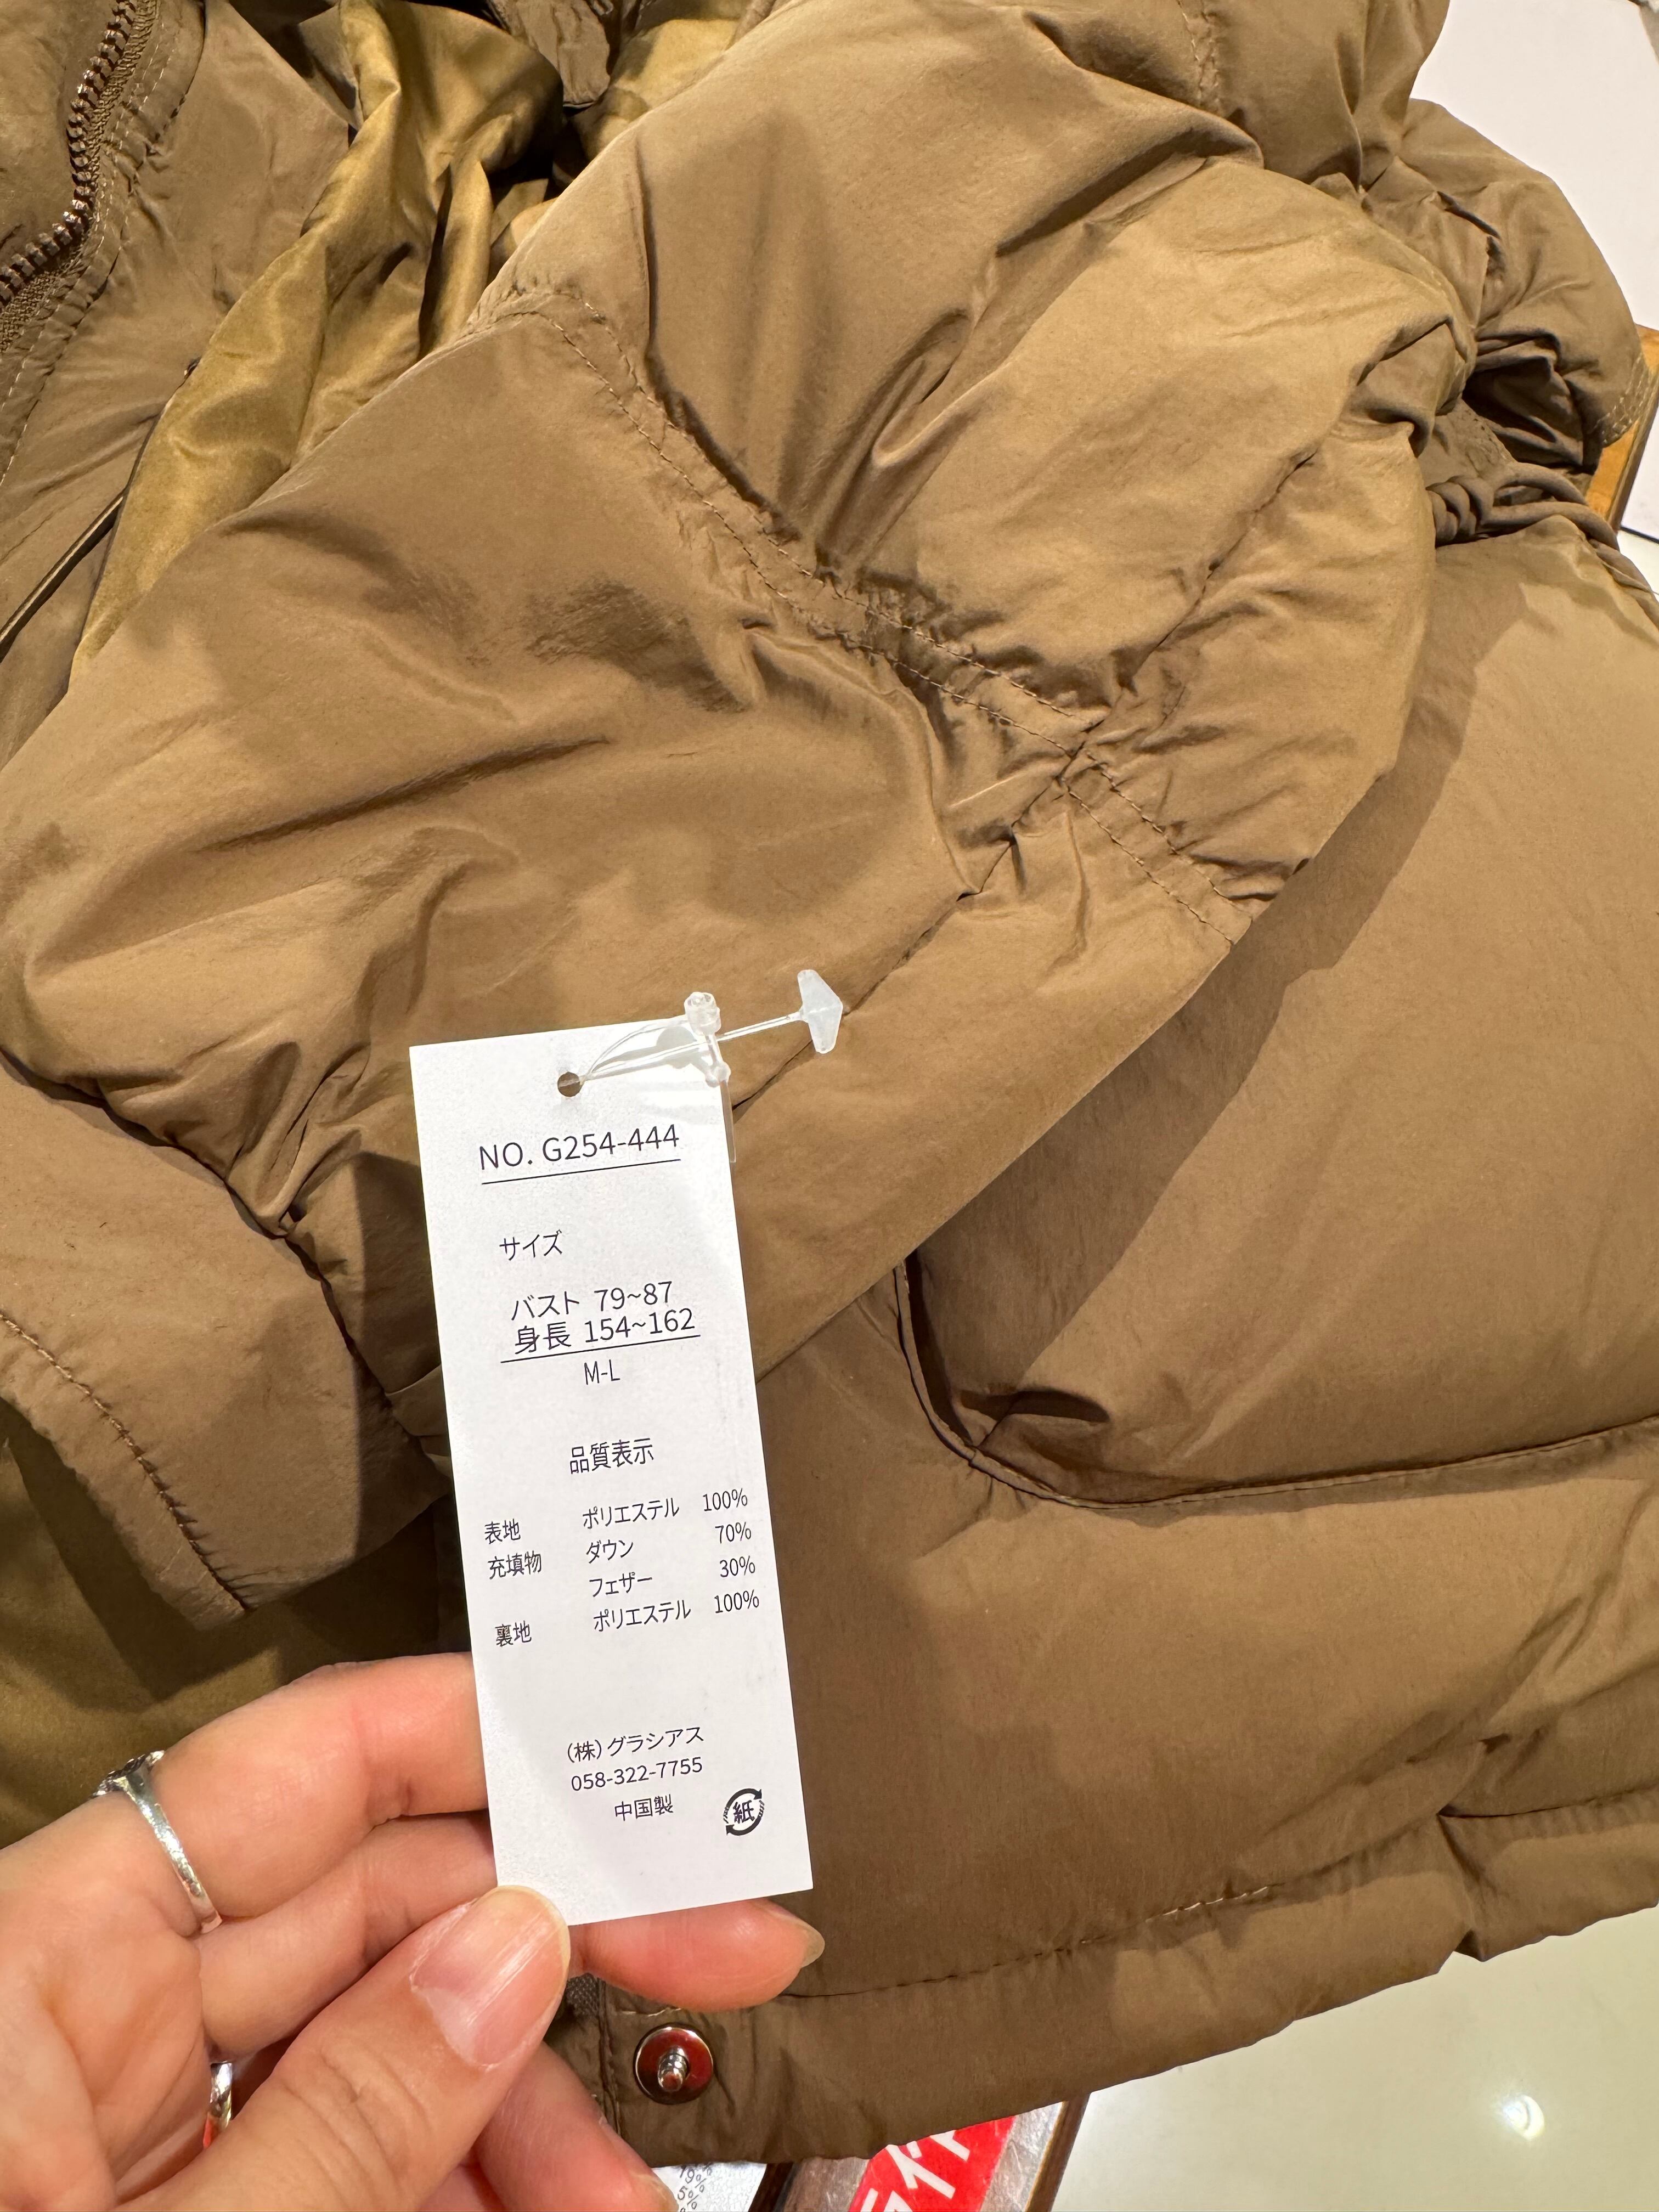 NO. G254-444
サイズ
バスト 79~87
身長 154~162
M-L
品質表示
表地 ポリエステル 100%
充填物 ダウン 70%
フェザー 30%
裏地 ポリエステル 100%
(株)グラシアス
058-322-7755
中国製
紙
19%
5%